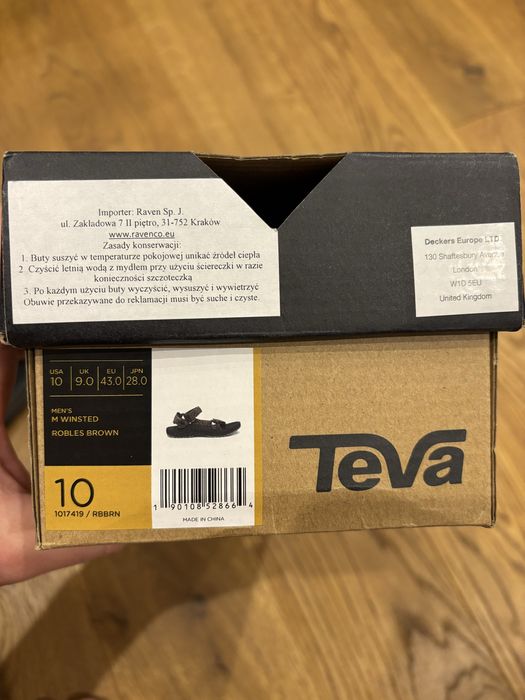 Importer: Raven Sp. J.
ul. Zakładowa 7 II piętro, 31-752 Kraków
www.ravenco.eu
Zasady konserwacji:
1. Buty suszyć w temperaturze pokojowej unikać źródeł ciepła
2. Czyścić letnią wodą z mydłem przy użyciu ściereczki w razie
konieczności szczoteczką
3. Po każdym użyciu buty wyczyścić, wysuszyć i wywietrzyć
Obuwie przekazywane do reklamacji musi być suche i czyste.
Deckers Europe LTD.
130 Shaftesbury Avenue
London
W1D 5EU
United Kingdom
USA UK EU JPN
10 9.0 43.0 28.0
MEN'S
M WINSTED
ROBLES BROWN
10
1017419 / RBBRN
1 90108 52866 4
MADE IN CHINA
Teva